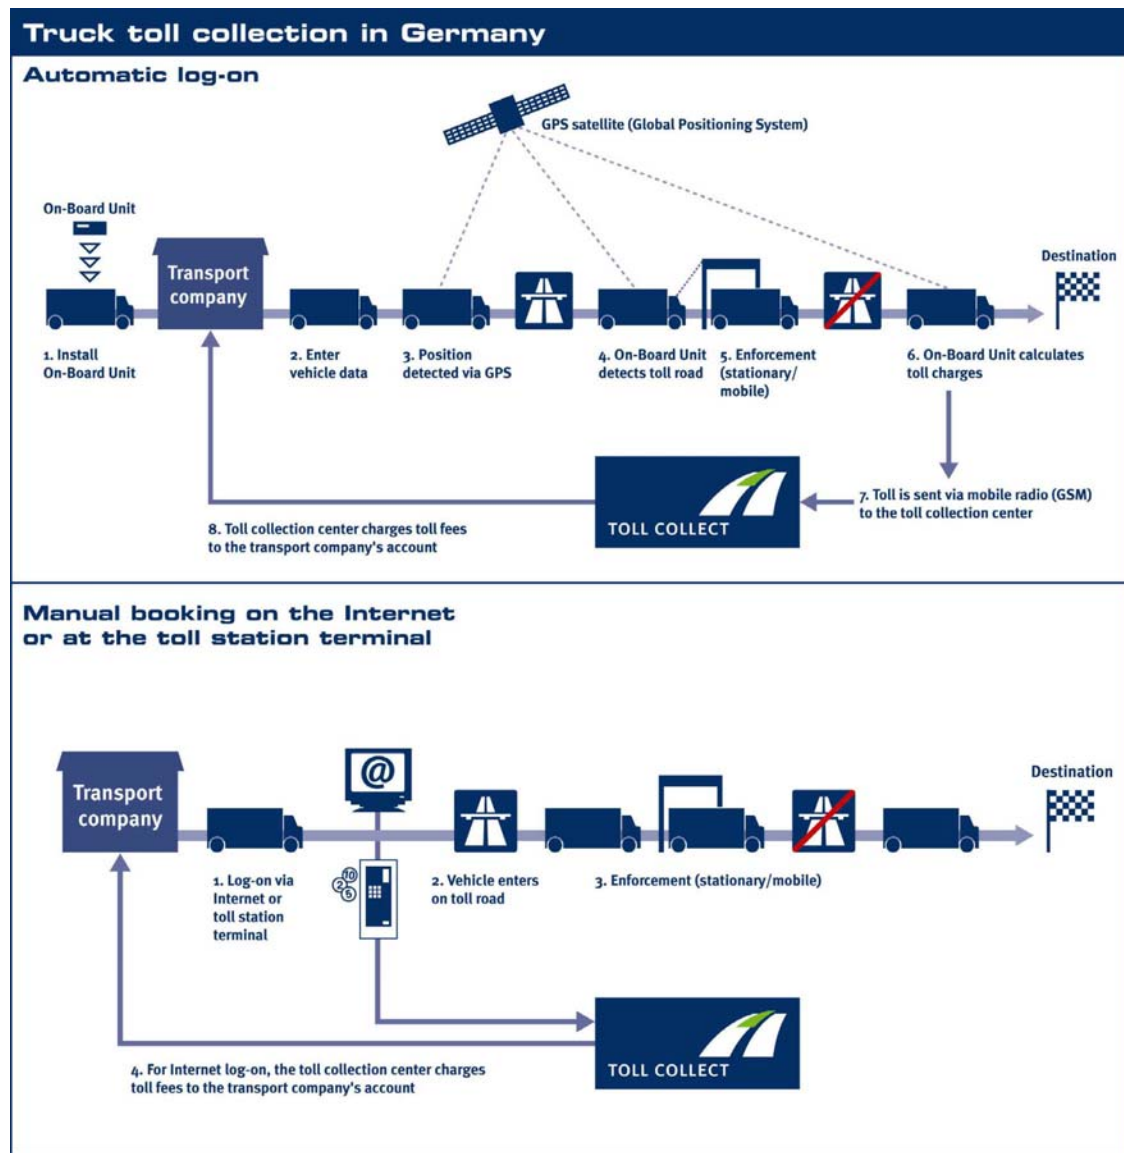 Truck toll collection in Germany
Automatic log-on
GPS satellite (Global Positioning System)
On-Board Unit
Transport
company
Destination
1. Install
On-Board Unit
2. Enter
vehicle data
3. Position
detected via GPS
4. On-Board Unit
detects toll road
5. Enforcement
(stationary/
mobile)
6. On-Board Unit calculates
toll charges
7. Toll is sent via mobile radio (GSM)
to the toll collection center
TOLL COLLECT
8. Toll collection center charges toll fees
to the transport company's account
Manual booking on the Internet
or at the toll station terminal
Transport
company
@
Destination
1. Log-on via
Internet or
toll station
terminal
10
2
5
2. Vehicle enters
on toll road
3. Enforcement (stationary/mobile)
TOLL COLLECT
4. For Internet log-on, the toll collection center charges
toll fees to the transport company's account